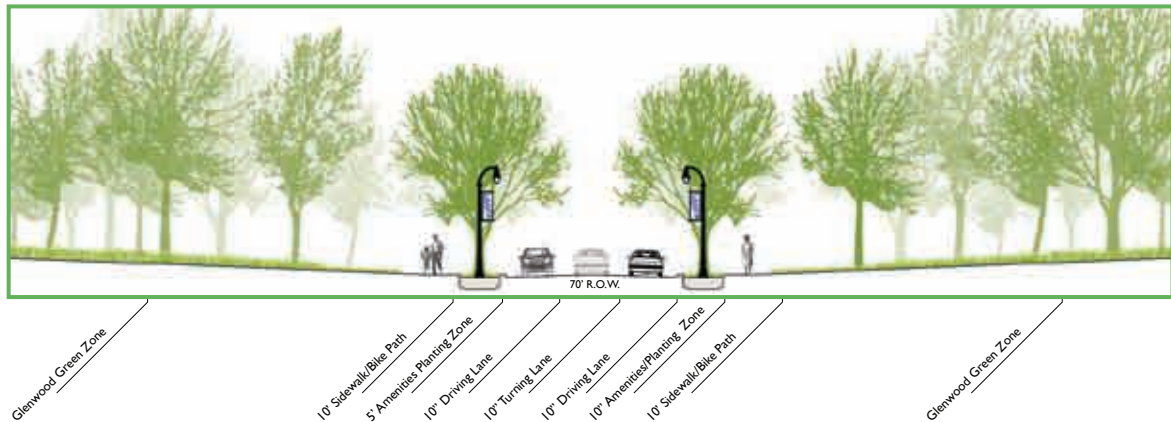 70' R.O.W.
Glenwood Green Zone
10' Sidewalk/Bike Path
5' Amenities Planting Zone
10" Driving Lane
10" Turning Lane
10" Driving Lane
10" Amenities/Planting Zone
10' Sidewalk/Bike Path
Glenwood Green Zone